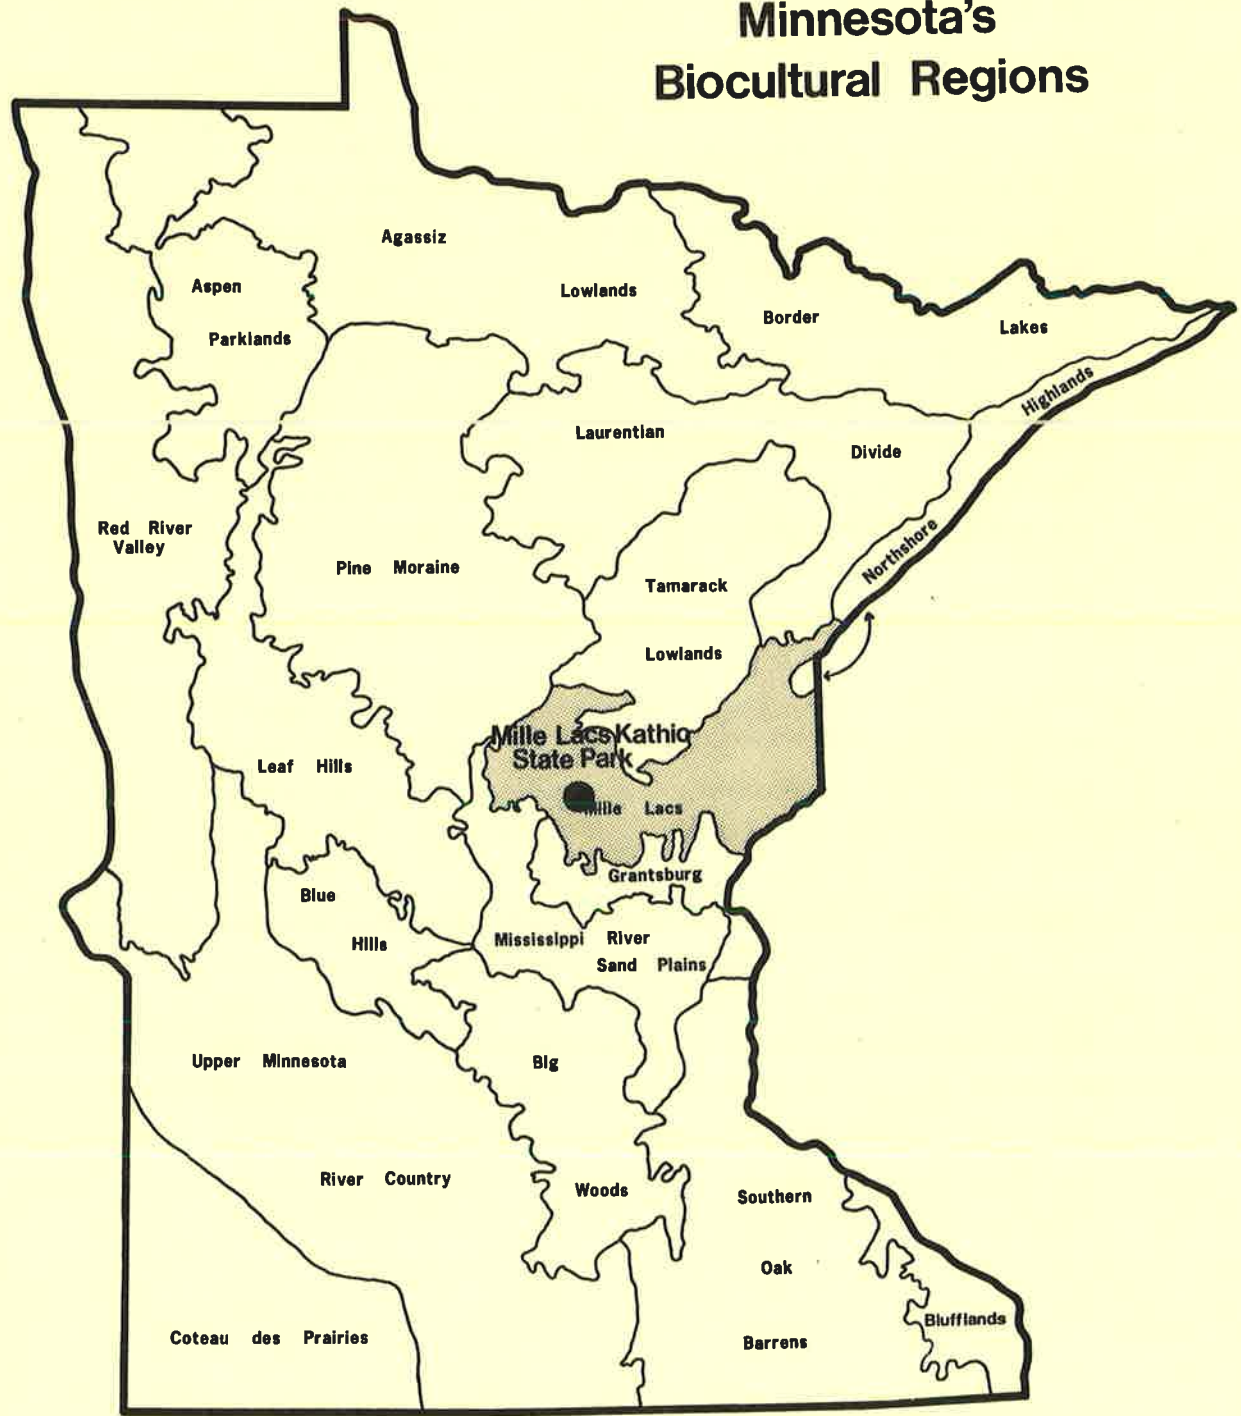 Minnesota's
Biocultural Regions
Agassiz
Lowlands
Aspen
Parklands
Border
Lakes
Highlands
Laurentian
Divide
Red River
Valley
Northshore
Pine Moraine
Tamarack
Lowlands
Mille Lacs Kathio
State Park
Leaf Hills
Mille Lacs
Grantsburg
Blue
Hills
Mississippi River
Sand Plains
Upper Minnesota
Big
River Country
Woods
Southern
Oak
Barrens
Blufflands
Coteau des Prairies